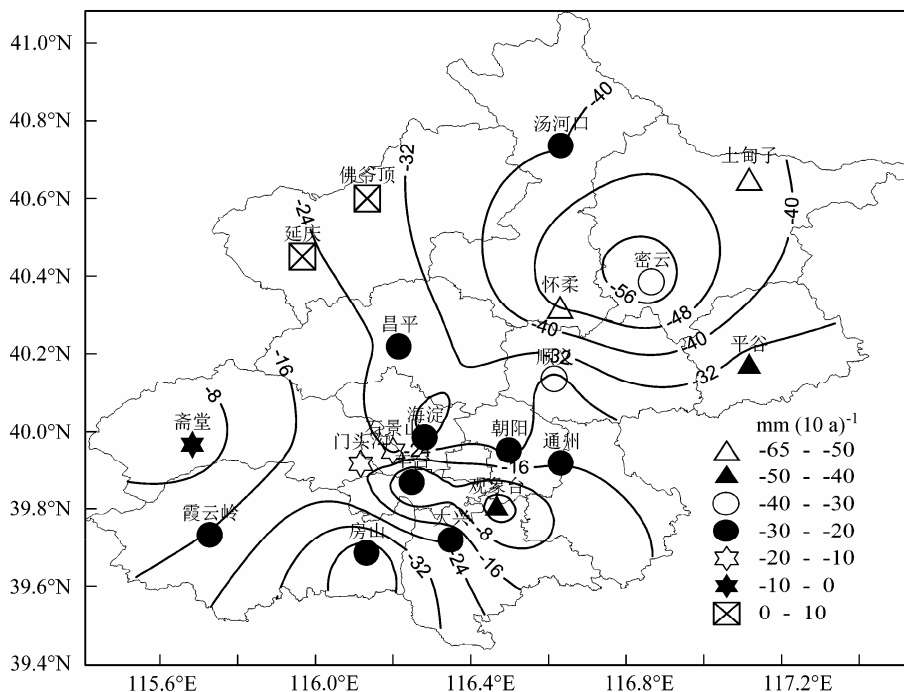 41.0°N
40.8°N
40.6°N
40.4°N
40.2°N
40.0°N
39.8°N
39.6°N
39.4°N
115.6°E
116.0°E
116.4°E
116.8°E
117.2°E
-40
汤河口
-32
上甸子
佛爷顶
-40
-24
延庆
密云
-56
怀柔
-48
-40
-40
昌平
平谷
-32
-16
-32
-8
海淀
斋堂
石景山
朝阳
通州
-24
-16
观象台
霞云岭
大兴
房山
-8
-32
-24
-16
mm (10 a)-1
-65 - -50
-50 - -40
-40 - -30
-30 - -20
-20 - -10
-10 - 0
0 - 10